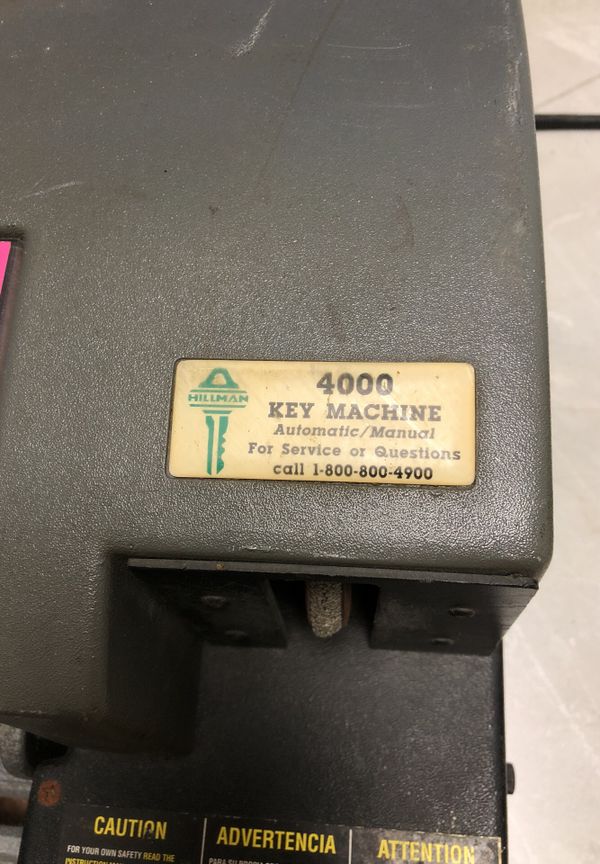 HILLMAN
4000
KEY MACHINE
Automatic/Manual
For Service or Questions
call 1-800-800-4900
CAUTION
FOR YOUR OWN SAFETY READ THE
ADVERTENCIA
ATTENTION